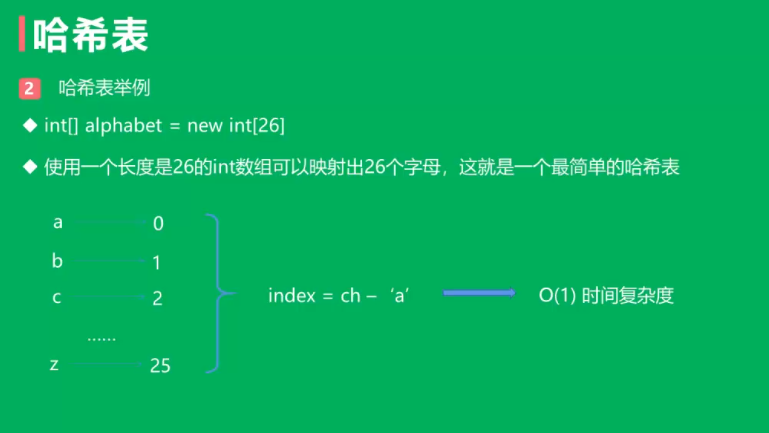 哈希表
2 哈希表举例
◆ int[] alphabet = new int[26]
◆ 使用一个长度是26的int数组可以映射出26个字母，这就是一个最简单的哈希表
a 0
b 1
c 2
index = ch – ‘a’ O(1) 时间复杂度
……
z 25